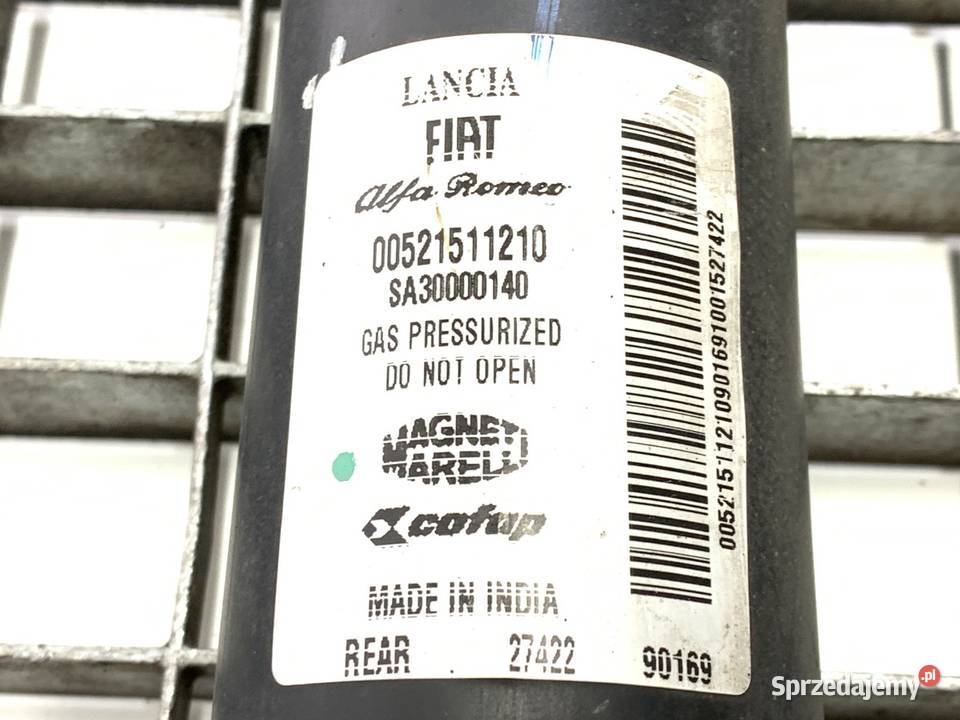 LANCIA
FIAT
Alfa Romeo
00521511210
SA30000140
GAS PRESSURIZED
DO NOT OPEN
MAGNETI
MARELLI
cofap
MADE IN INDIA
REAR 27422 90169
00521511210901691001527422
Sprzedajemy.pl